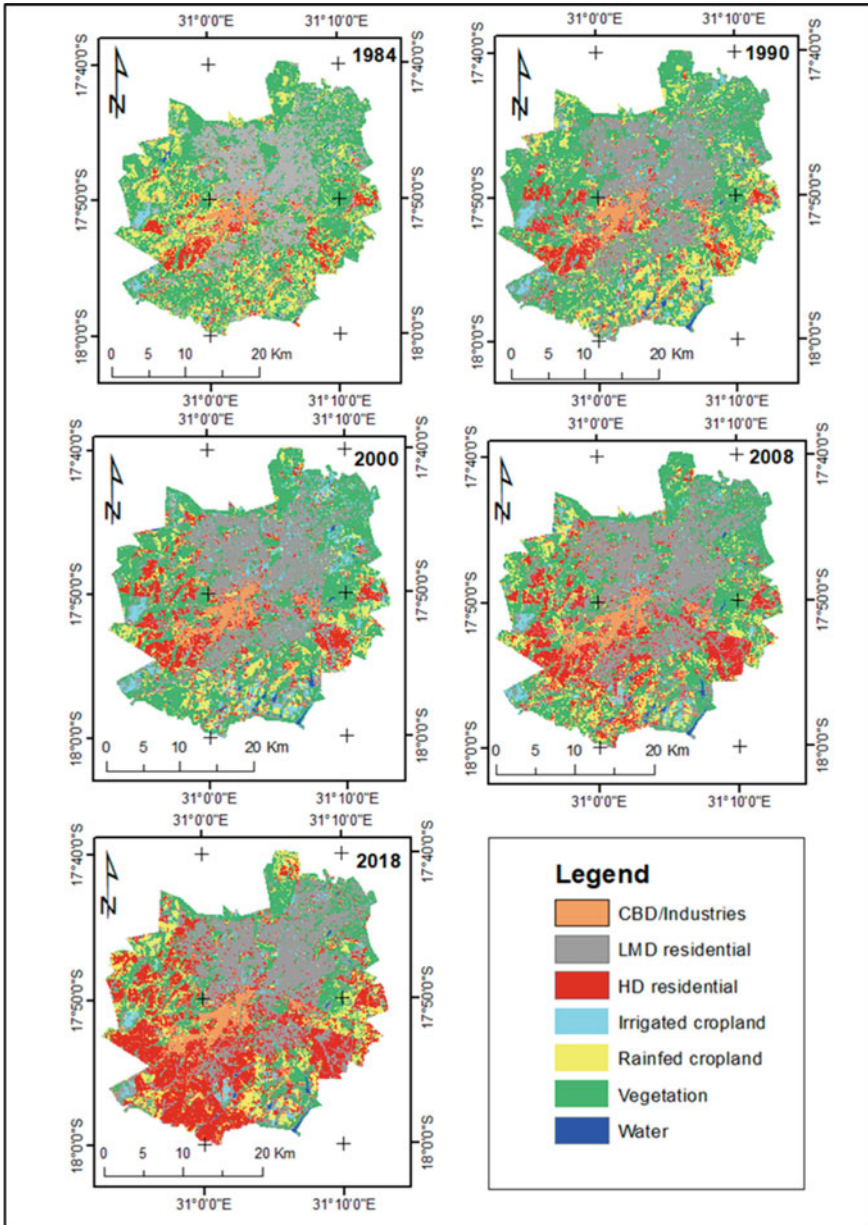 31°0'0"E 31°10'0"E
1984
17°40'0"S
17°50'0"S
18°0'0"S
N
0 5 10 20 Km
31°0'0"E 31°10'0"E
31°0'0"E 31°10'0"E
1990
17°40'0"S
17°50'0"S
18°0'0"S
N
0 5 10 20 Km
31°0'0"E 31°10'0"E
31°0'0"E 31°10'0"E
2000
17°40'0"S
17°50'0"S
18°0'0"S
N
0 5 10 20 Km
31°0'0"E 31°10'0"E
31°0'0"E 31°10'0"E
2008
17°40'0"S
17°50'0"S
18°0'0"S
N
0 5 10 20 Km
31°0'0"E 31°10'0"E
31°0'0"E 31°10'0"E
2018
17°40'0"S
17°50'0"S
18°0'0"S
N
0 5 10 20 Km
31°0'0"E 31°10'0"E
Legend
CBD/Industries
LMD residential
HD residential
Irrigated cropland
Rainfed cropland
Vegetation
Water